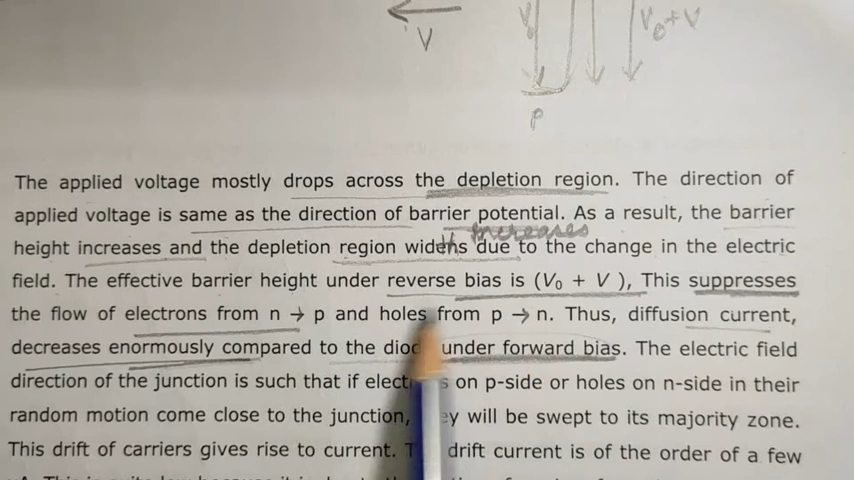 V
V₀
V₀+V
p
The applied voltage mostly drops across the depletion region. The direction of
applied voltage is same as the direction of barrier potential. As a result, the barrier
increases
height increases and the depletion region widths due to the change in the electric
field. The effective barrier height under reverse bias is (V₀ + V ), This suppresses
the flow of electrons from n → p and holes from p → n. Thus, diffusion current,
decreases enormously compared to the diod under forward bias. The electric field
direction of the junction is such that if elect s on p-side or holes on n-side in their
random motion come close to the junction, ey will be swept to its majority zone.
This drift of carriers gives rise to current. T drift current is of the order of a few